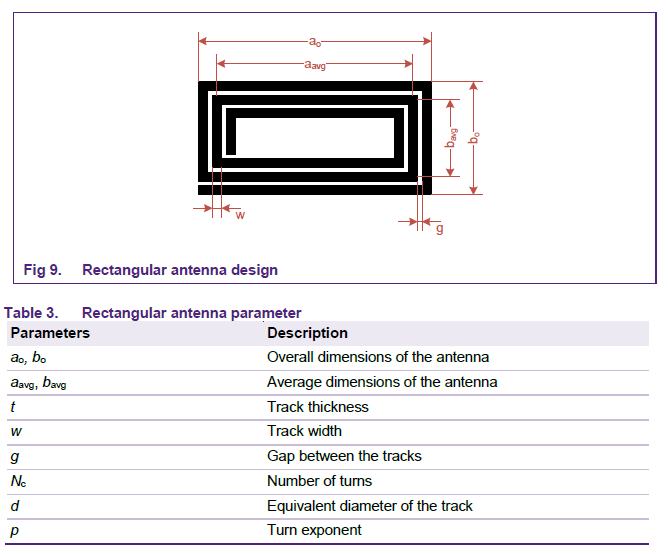 aₒ
aavg
bavg
bₒ
w
g
Fig 9. Rectangular antenna design
Table 3. Rectangular antenna parameter
Parameters Description
aₒ, bₒ Overall dimensions of the antenna
aavg, bavg Average dimensions of the antenna
t Track thickness
w Track width
g Gap between the tracks
Nc Number of turns
d Equivalent diameter of the track
p Turn exponent